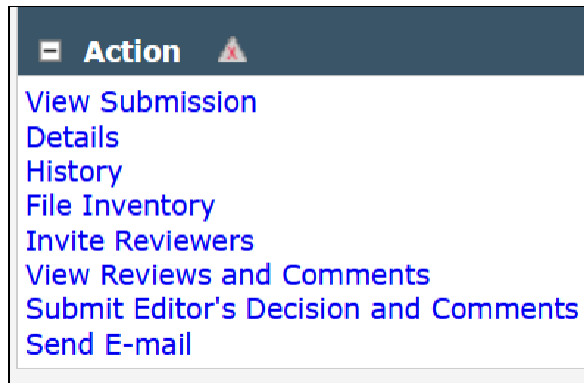 Action
View Submission
Details
History
File Inventory
Invite Reviewers
View Reviews and Comments
Submit Editor's Decision and Comments
Send E-mail